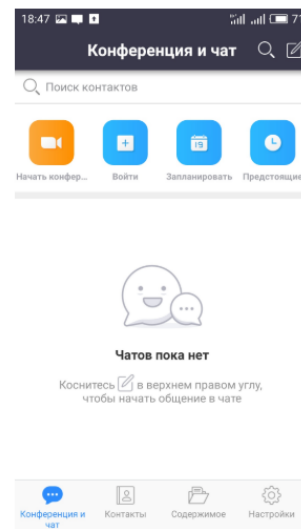 18:47
Конференция и чат
Поиск контактов
Начать конфер...
Войти
19
Запланировать
Предстоящие
Чатов пока нет
Коснитесь в верхнем правом углу,
чтобы начать общение в чате
Конференция и
чат
Контакты
Содержимое
Настройки